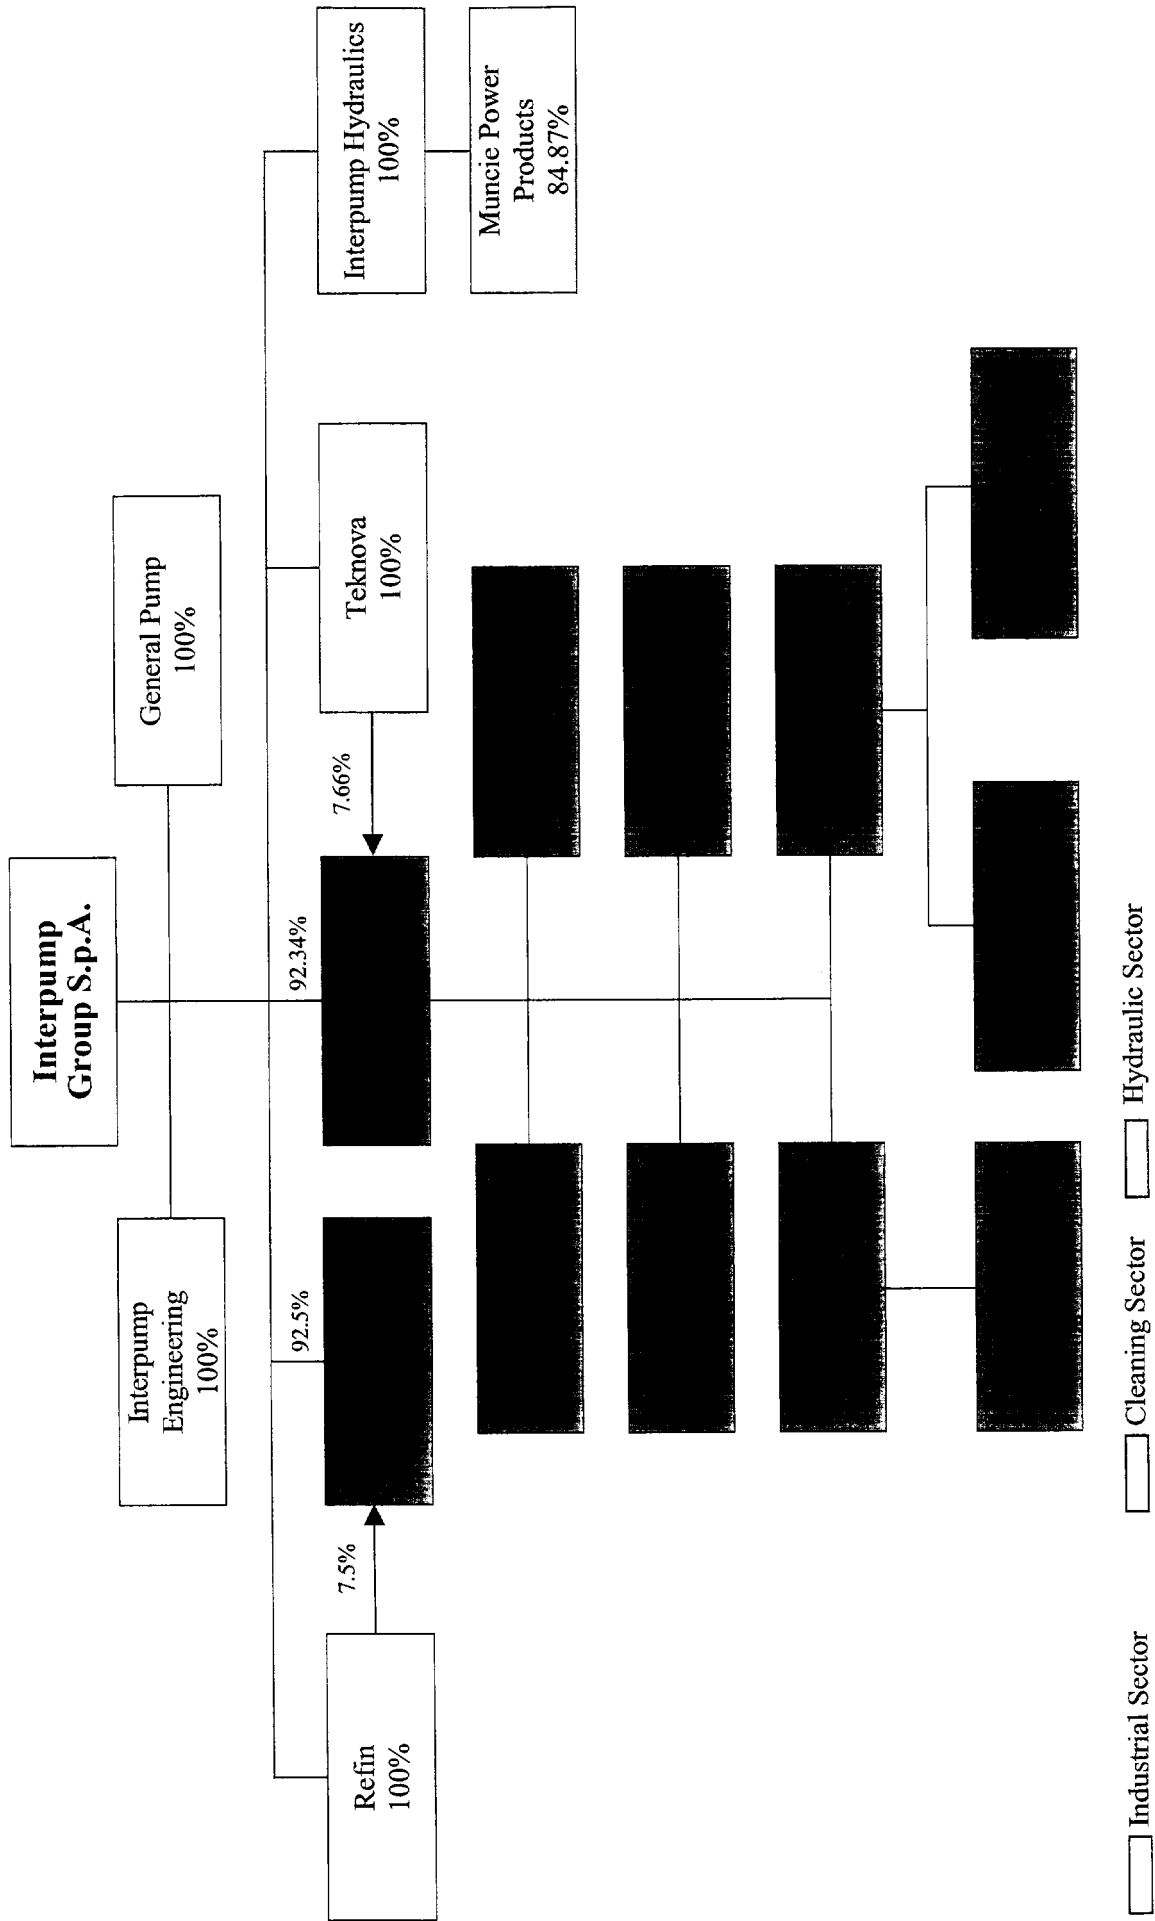 Interpump
Group S.p.A.
Interpump
Engineering
100%
General Pump
100%
92.5%
92.34%
Refin
100%
7.5%
7.66%
Teknova
100%
Interpump Hydraulics
100%
Muncie Power
Products
84.87%
Industrial Sector
Cleaning Sector
Hydraulic Sector